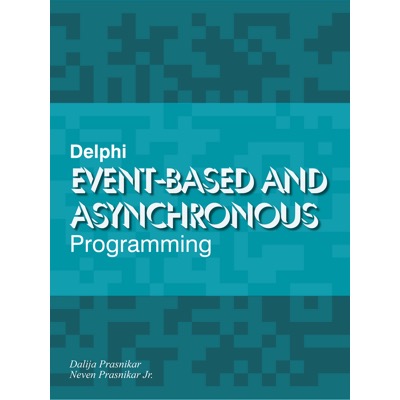 Delphi
EVENT-BASED AND
ASYNCHRONOUS
Programming
Dalija Prasnikar
Neven Prasnikar Jr.